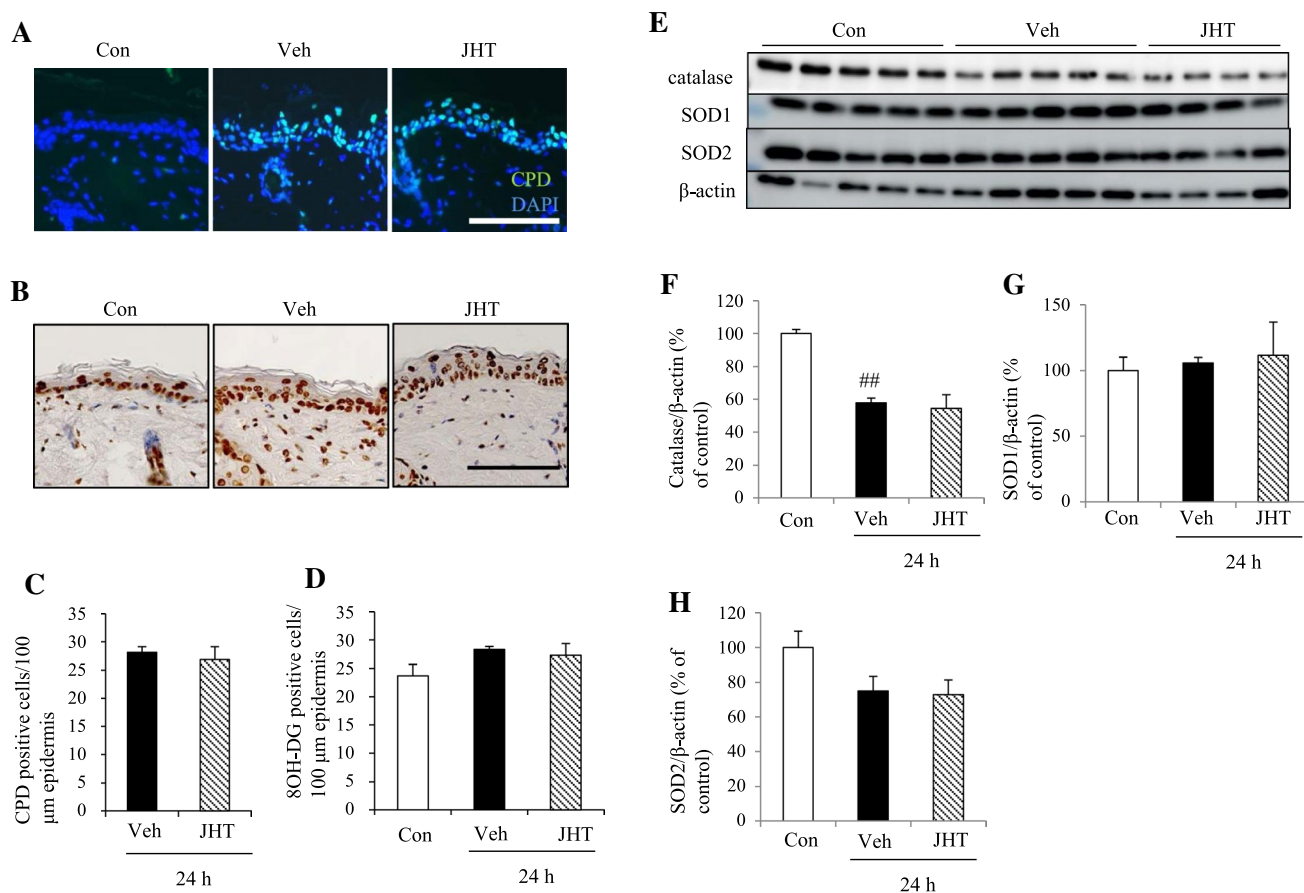 A
Con
Veh
JHT
CPD
DAPI
B
Con
Veh
JHT
C
CPD positive cells/100
μm epidermis
35
30
25
20
15
10
5
0
Veh
JHT
24 h
D
8OH-DG positive cells/
100 μm epidermis
35
30
25
20
15
10
5
0
Con
Veh
JHT
24 h
E
Con
Veh
JHT
catalase
SOD1
SOD2
β-actin
F
Catalase/β-actin (%
of control)
120
100
80
60
40
20
0
##
Con
Veh
JHT
24 h
G
SOD1/β-actin (%
of control)
150
100
50
0
Con
Veh
JHT
24 h
H
SOD2/β-actin (% of
control)
120
100
80
60
40
20
0
Con
Veh
JHT
24 h